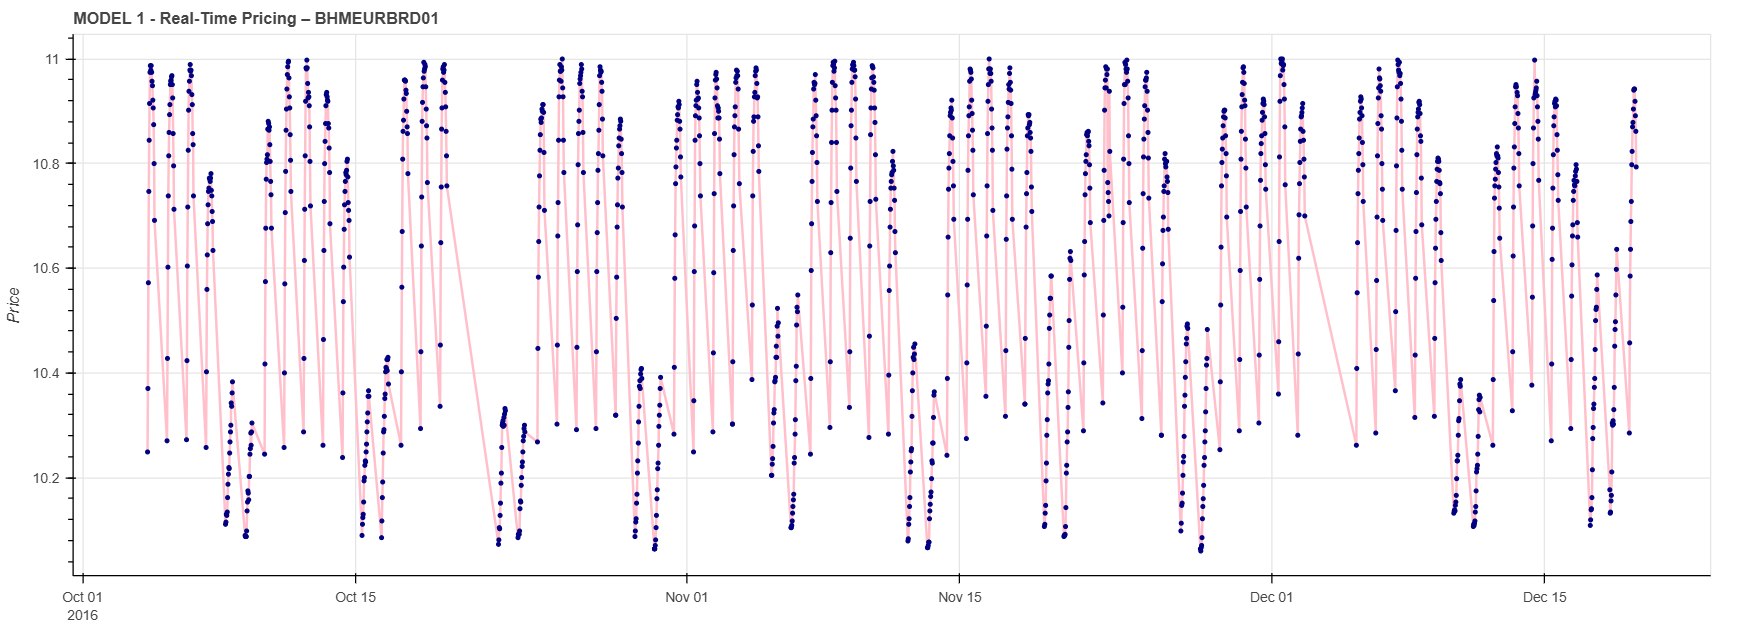 MODEL 1 - Real-Time Pricing – BHMEURBRD01
Price
11
10.8
10.6
10.4
10.2
Oct 01
2016
Oct 15
Nov 01
Nov 15
Dec 01
Dec 15